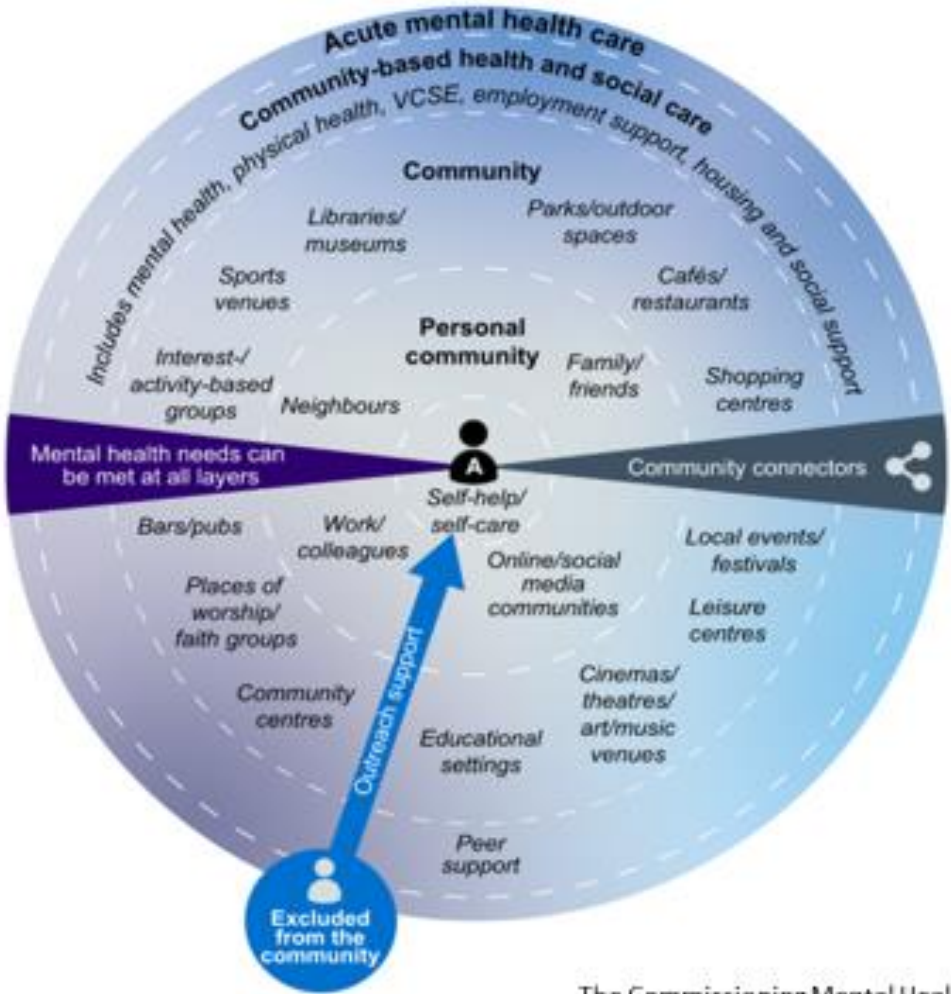 Acute mental health care
Community-based health and social care
Includes mental health, physical health, VCSE, employment support, housing and social support
Community
Libraries/
museums
Parks/outdoor
spaces
Sports
venues
Cafés/
restaurants
Personal
community
Interest-/
activity-based
groups
Neighbours
Family/
friends
Shopping
centres
Mental health needs can
be met at all layers
A
Community connectors
Self-help/
self-care
Bars/pubs
Work/
colleagues
Online/social
media
communities
Local events/
festivals
Places of
worship/
faith groups
Leisure
centres
Community
centres
Outreach support
Cinemas/
theatres/
art/music
venues
Educational
settings
Peer
support
Excluded
from the
community
The Commissioning Mental